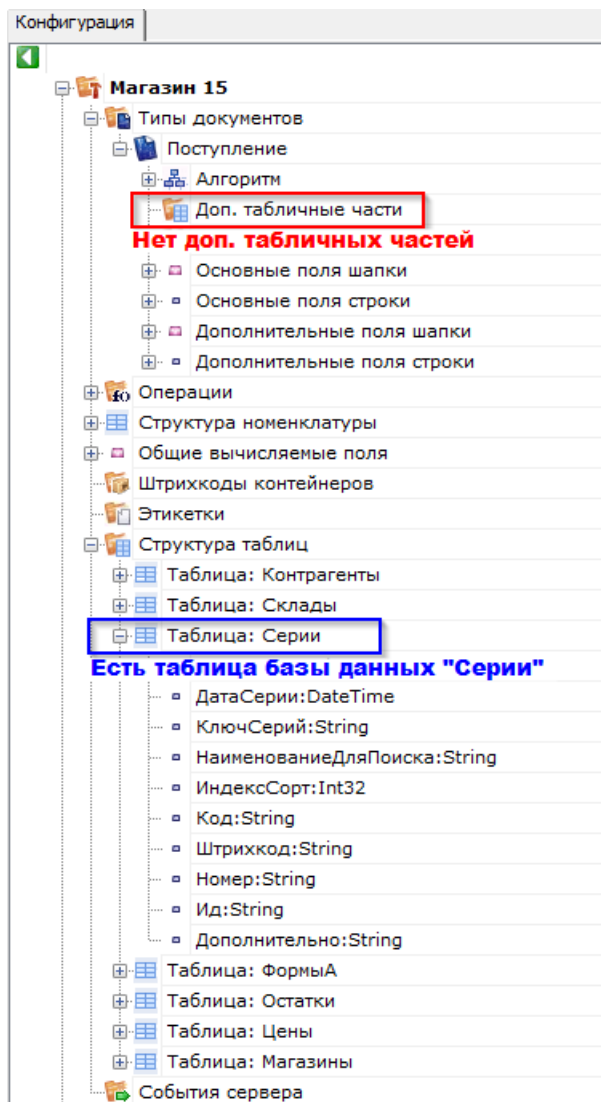 Конфигурация
Магазин 15
Типы документов
Поступление
Алгоритм
Доп. табличные части
Нет доп. табличных частей
Основные поля шапки
Основные поля строки
Дополнительные поля шапки
Дополнительные поля строки
Операции
Структура номенклатуры
Общие вычисляемые поля
Штрихкоды контейнеров
Этикетки
Структура таблиц
Таблица: Контрагенты
Таблица: Склады
Таблица: Серии
Есть таблица базы данных "Серии"
ДатаСерии:DateTime
КлючСерий:String
НаименованиеДляПоиска:String
ИндексСорт:Int32
Код:String
Штрихкод:String
Номер:String
Ид:String
Дополнительно:String
Таблица: ФормыА
Таблица: Остатки
Таблица: Цены
Таблица: Магазины
События сервера